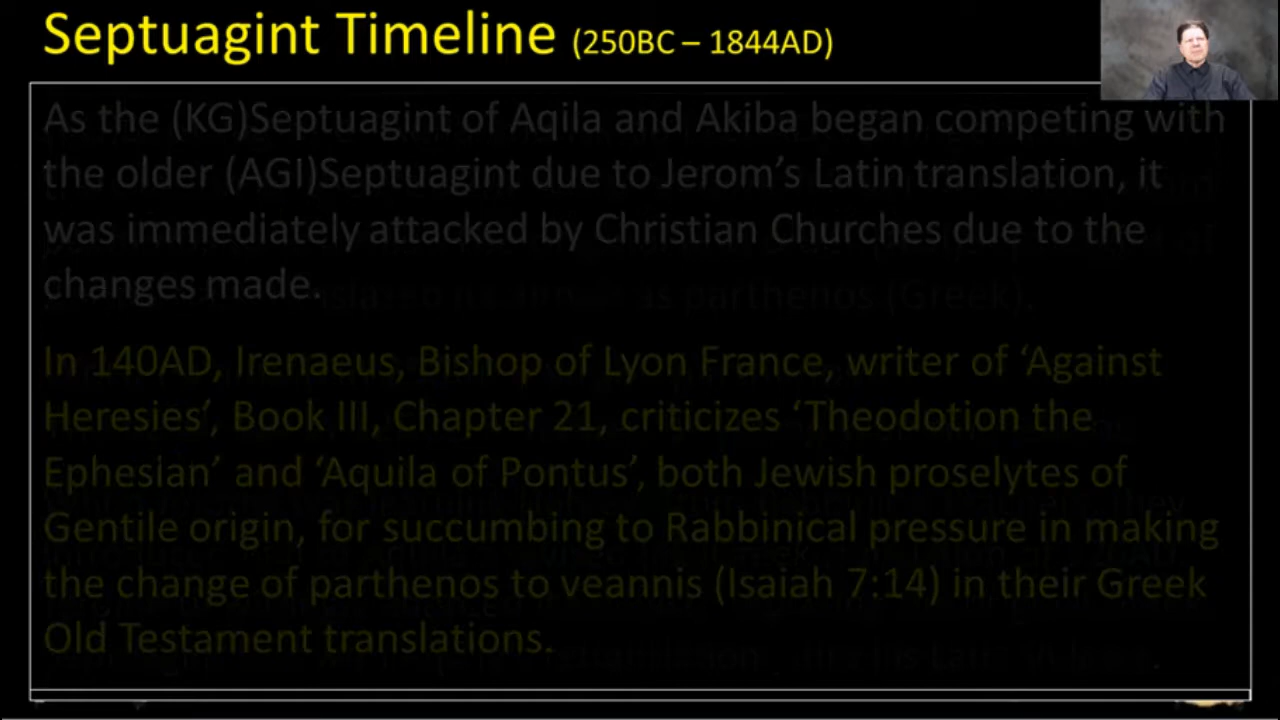 Septuagint Timeline (250BC – 1844AD)
As the (KG)Septuagint of Aqila and Akiba began competing with
the older (AGI)Septuagint due to Jerom’s Latin translation, it
was immediately attacked by Christian Churches due to the
changes made.
parthenos (Greek).
In 140AD, Irenaeus, Bishop of Lyon France, writer of ‘Against
Heresies’, Book III, Chapter 21, criticizes ‘Theodotion the
Ephesian’ and ‘Aquila of Pontus’, both Jewish proselytes of
Gentile origin, for succumbing to Rabbinical pressure in making
the change of parthenos to veannis (Isaiah 7:14) in their Greek
Old Testament translations.